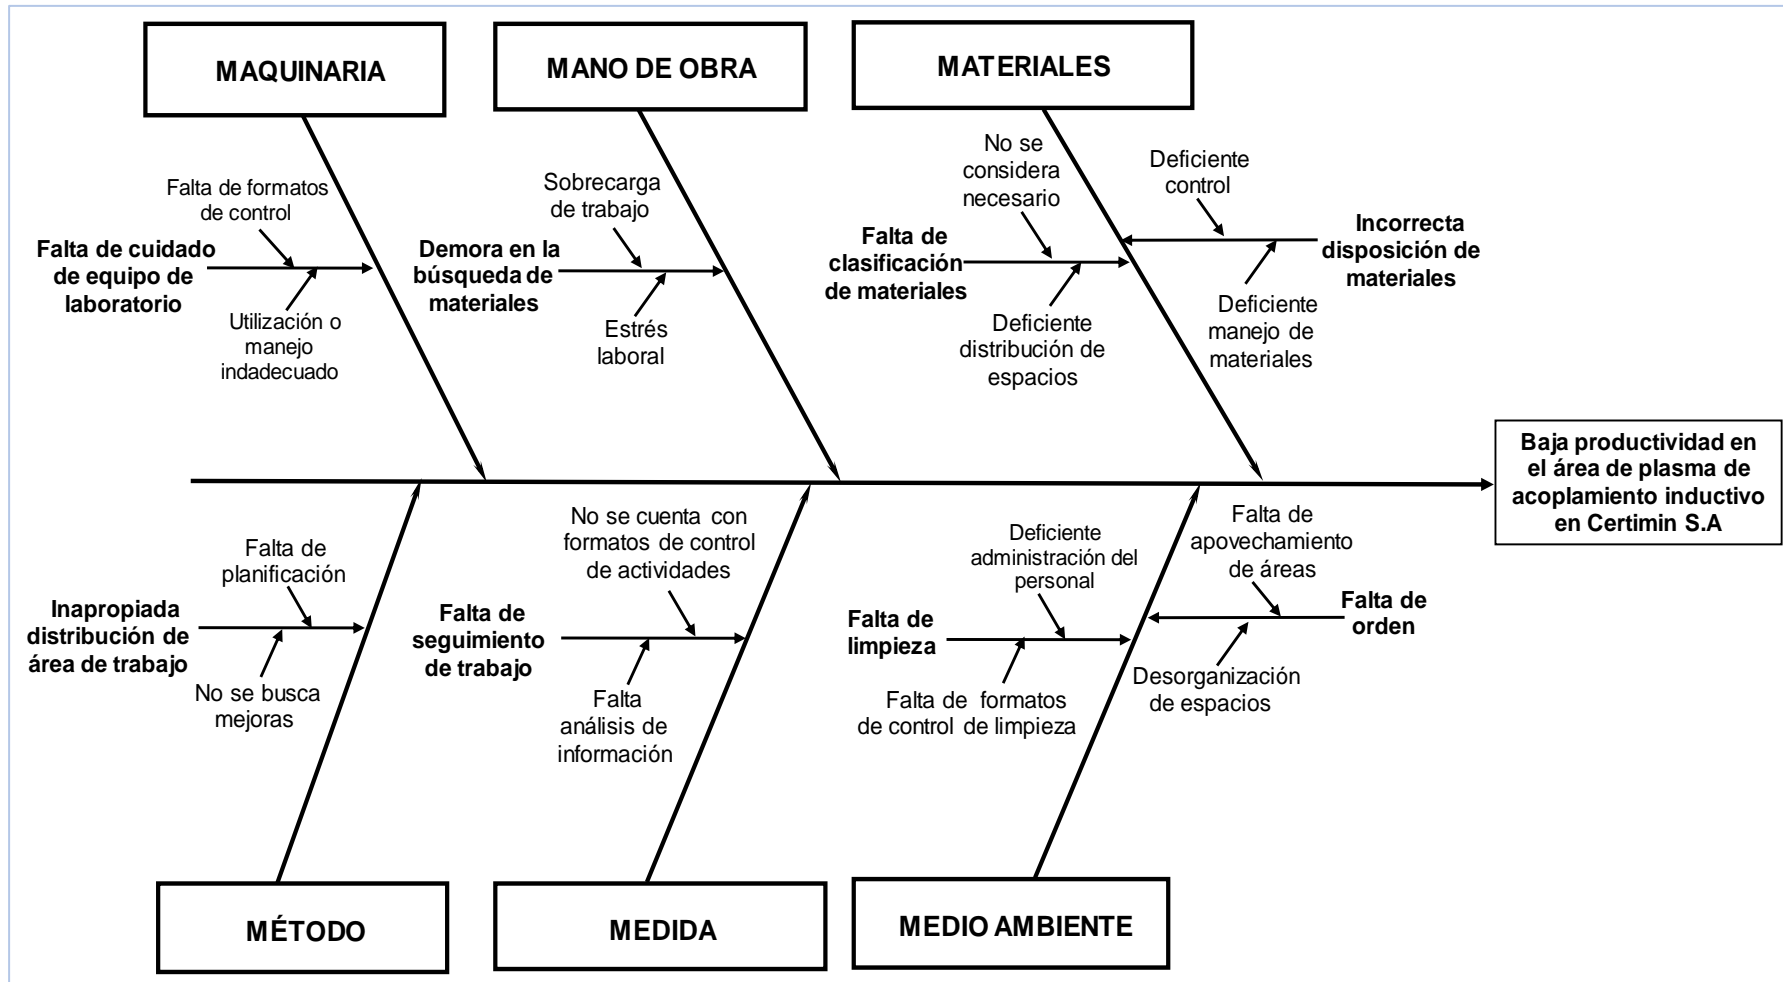 MAQUINARIA
MANO DE OBRA
MATERIALES
Falta de formatos
de control
Falta de cuidado
de equipo de
laboratorio
Utilización o
manejo
indadecuado
Sobrecarga
de trabajo
Demora en la
búsqueda de
materiales
Estrés
laboral
No se
considera
necesario
Falta de
clasificación
de materiales
Deficiente
distribución de
espacios
Deficiente
control
Incorrecta
disposición de
materiales
Deficiente
manejo de
materiales
Baja productividad en
el área de plasma de
acoplamiento inductivo
en Certimin S.A
Falta de
planificación
Inapropiada
distribución de
área de trabajo
No se busca
mejoras
No se cuenta con
formatos de control
de actividades
Falta de
seguimiento
de trabajo
Falta
análisis de
información
Deficiente
administración del
personal
Falta de
limpieza
Falta de formatos
de control de limpieza
Falta de
apovechamiento
de áreas
Falta de
orden
Desorganización
de espacios
MÉTODO
MEDIDA
MEDIO AMBIENTE